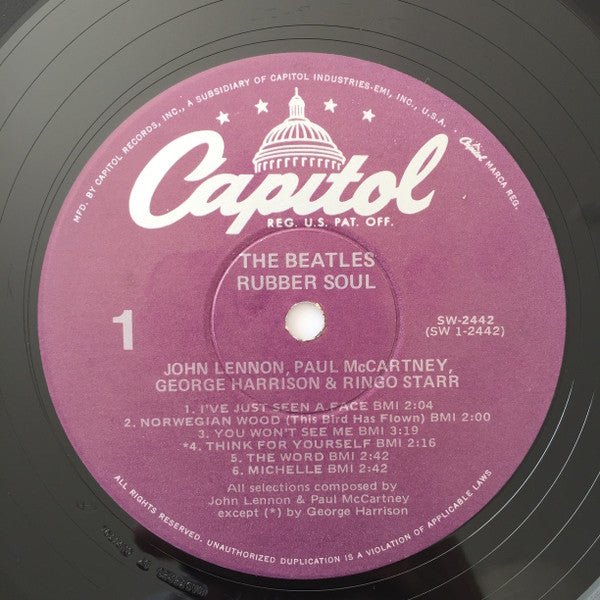 MFD. BY CAPITOL RECORDS, INC., A SUBSIDIARY OF CAPITOL INDUSTRIES-EMI, INC., U.S.A. · Capitol MARCA REG.
Capitol
REG. U.S. PAT. OFF.
THE BEATLES
RUBBER SOUL
1
SW-2442
(SW 1-2442)
JOHN LENNON, PAUL McCARTNEY,
GEORGE HARRISON & RINGO STARR
1. I'VE JUST SEEN A FACE BMI 2:04
2. NORWEGIAN WOOD (This Bird Has Flown) BMI 2:00
3. YOU WON'T SEE ME BMI 3:19
*4. THINK FOR YOURSELF BMI 2:16
5. THE WORD BMI 2:42
6. MICHELLE BMI 2:42
All selections composed by
John Lennon & Paul McCartney
except (*) by George Harrison
ALL RIGHTS RESERVED. UNAUTHORIZED DUPLICATION IS A VIOLATION OF APPLICABLE LAWS